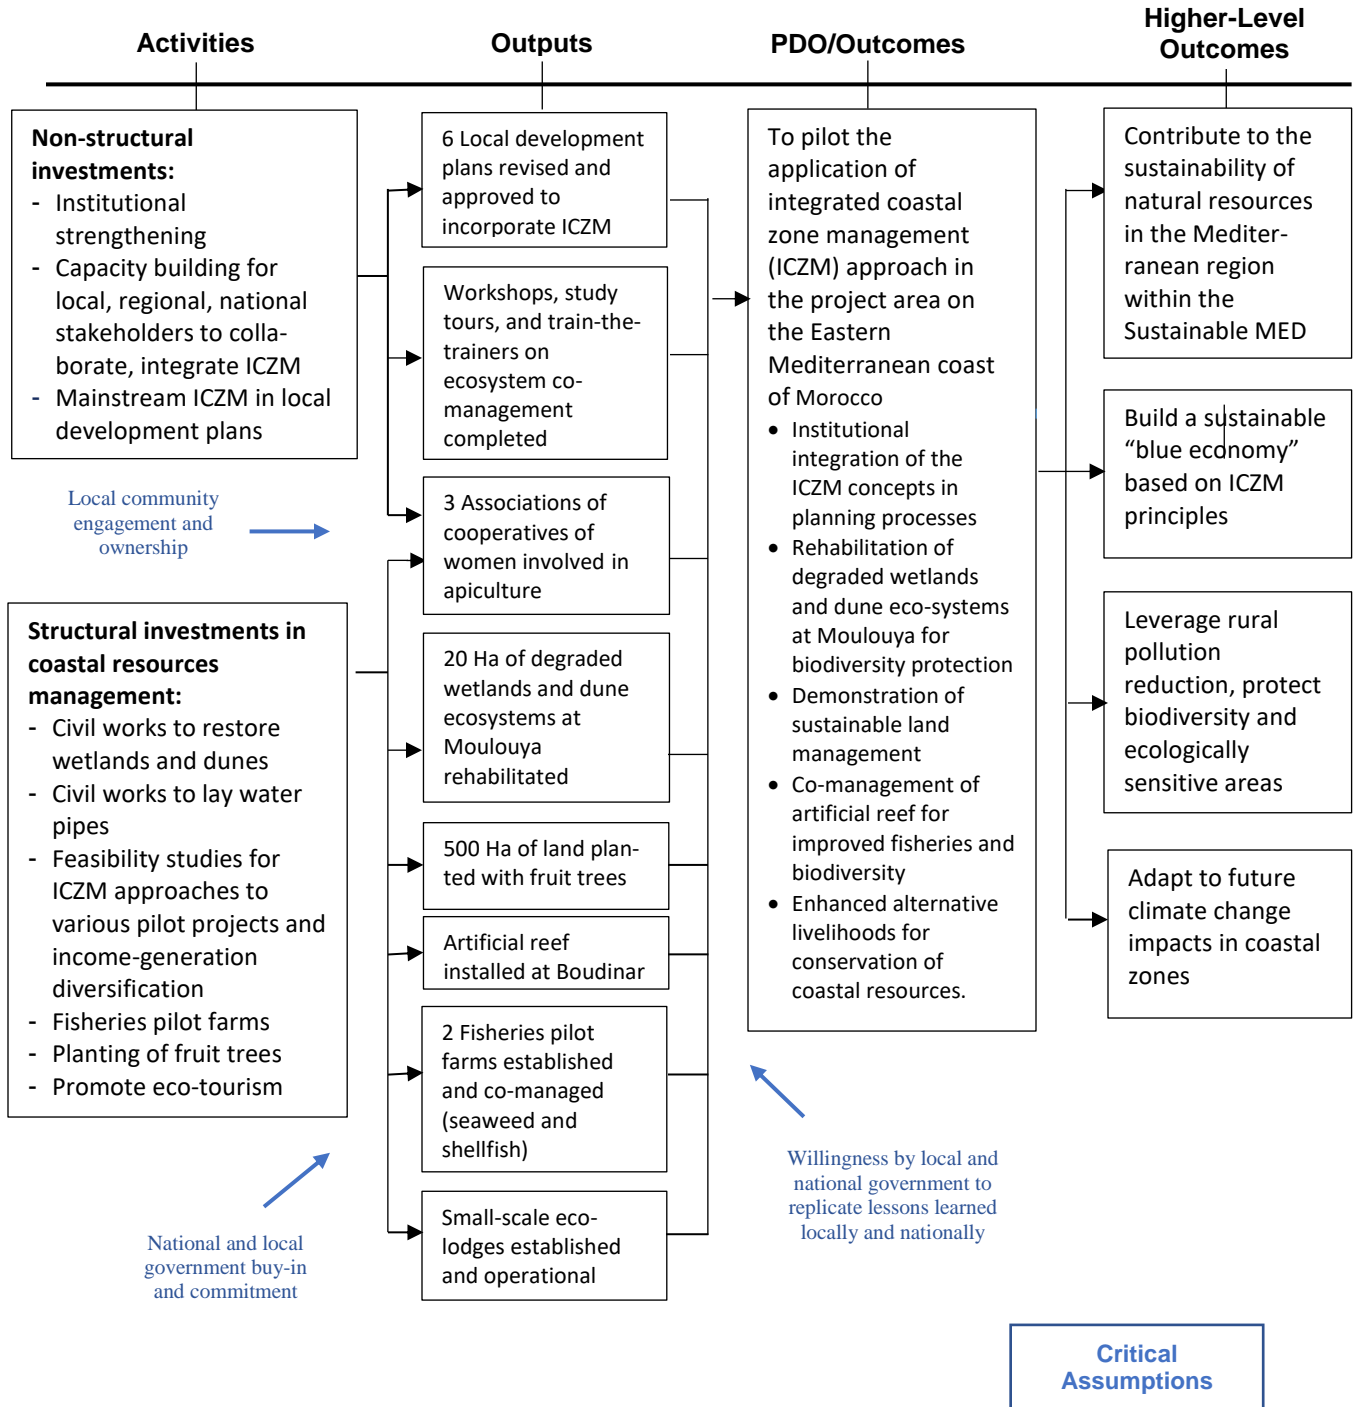 Activities
Outputs
PDO/Outcomes
Higher-Level
Outcomes
Non-structural
investments:
- Institutional
strengthening
- Capacity building for
local, regional, national
stakeholders to colla-
borate, integrate ICZM
- Mainstream ICZM in local
development plans
Local community
engagement and
ownership
Structural investments in
coastal resources
management:
- Civil works to restore
wetlands and dunes
- Civil works to lay water
pipes
- Feasibility studies for
ICZM approaches to
various pilot projects and
income-generation
diversification
- Fisheries pilot farms
- Planting of fruit trees
- Promote eco-tourism
National and local
government buy-in
and commitment
6 Local development
plans revised and
approved to
incorporate ICZM
Workshops, study
tours, and train-the-
trainers on
ecosystem co-
management
completed
3 Associations of
cooperatives of
women involved in
apiculture
20 Ha of degraded
wetlands and dune
ecosystems at
Moulouya
rehabilitated
500 Ha of land plan-
ted with fruit trees
Artificial reef
installed at Boudinar
2 Fisheries pilot
farms established
and co-managed
(seaweed and
shellfish)
Small-scale eco-
lodges established
and operational
To pilot the
application of
integrated coastal
zone management
(ICZM) approach in
the project area on
the Eastern
Mediterranean coast
of Morocco
• Institutional
integration of the
ICZM concepts in
planning processes
• Rehabilitation of
degraded wetlands
and dune eco-systems
at Moulouya for
biodiversity protection
• Demonstration of
sustainable land
management
• Co-management of
artificial reef for
improved fisheries and
biodiversity
• Enhanced alternative
livelihoods for
conservation of
coastal resources.
Willingness by local and
national government to
replicate lessons learned
locally and nationally
Contribute to the
sustainability of
natural resources
in the Mediter-
ranean region
within the
Sustainable MED
Build a sustainable
“blue economy”
based on ICZM
principles
Leverage rural
pollution
reduction, protect
biodiversity and
ecologically
sensitive areas
Adapt to future
climate change
impacts in coastal
zones
Critical
Assumptions